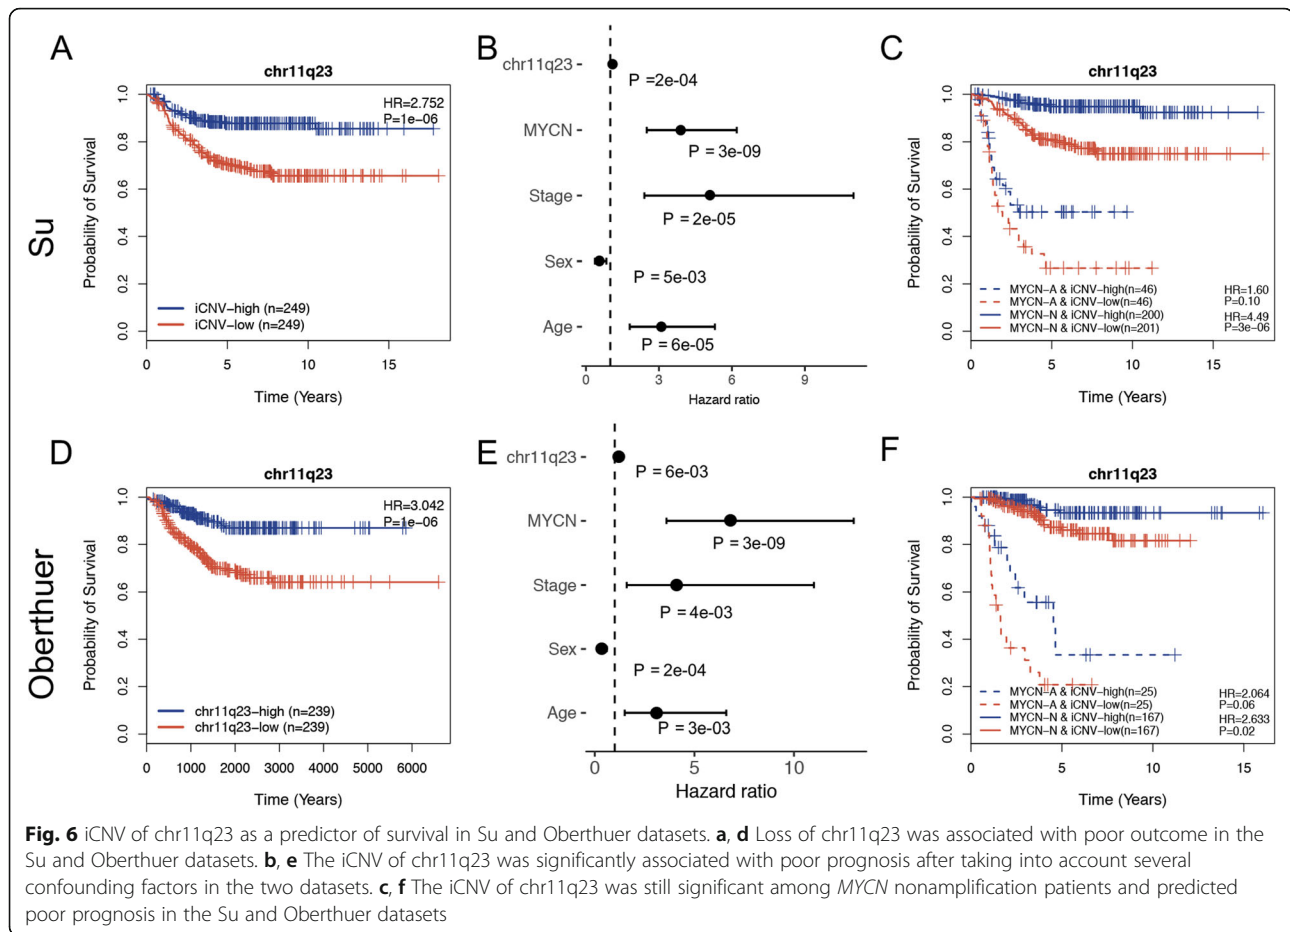 A
chr11q23
HR=2.752
P=1e-06
Probability of Survival
1.0
0.8
0.6
0.4
0.2
0.0
iCNV-high (n=249)
iCNV-low (n=249)
0 5 10 15
Time (Years)
Su
B
chr11q23
P =2e-04
MYCN
P = 3e-09
Stage
P = 2e-05
Sex
P = 5e-03
Age
P = 6e-05
0 3 6 9
Hazard ratio
C
chr11q23
Probability of Survival
1.0
0.8
0.6
0.4
0.2
0.0
MYCN-A & iCNV-high(n=46)
MYCN-A & iCNV-low(n=46)
MYCN-N & iCNV-high(n=200)
MYCN-N & iCNV-low(n=201)
HR=1.60
P=0.10
HR=4.49
P=3e-06
0 5 10 15
Time (Years)
Oberthuer
D
chr11q23
HR=3.042
P=1e-06
Probability of Survival
1.0
0.8
0.6
0.4
0.2
0.0
chr11q23-high (n=239)
chr11q23-low (n=239)
0 1000 2000 3000 4000 5000 6000
Time (Years)
E
chr11q23
P = 6e-03
MYCN
P = 3e-09
Stage
P = 4e-03
Sex
P = 2e-04
Age
P = 3e-03
0 5 10
Hazard ratio
F
chr11q23
Probability of Survival
1.0
0.8
0.6
0.4
0.2
0.0
MYCN-A & iCNV-high(n=25)
MYCN-A & iCNV-low(n=25)
MYCN-N & iCNV-high(n=167)
MYCN-N & iCNV-low(n=167)
HR=2.064
P=0.06
HR=2.633
P=0.02
0 5 10 15
Time (Years)
Fig. 6 iCNV of chr11q23 as a predictor of survival in Su and Oberthuer datasets. a, d Loss of chr11q23 was associated with poor outcome in the
Su and Oberthuer datasets. b, e The iCNV of chr11q23 was significantly associated with poor prognosis after taking into account several
confounding factors in the two datasets. c, f The iCNV of chr11q23 was still significant among MYCN nonamplification patients and predicted
poor prognosis in the Su and Oberthuer datasets